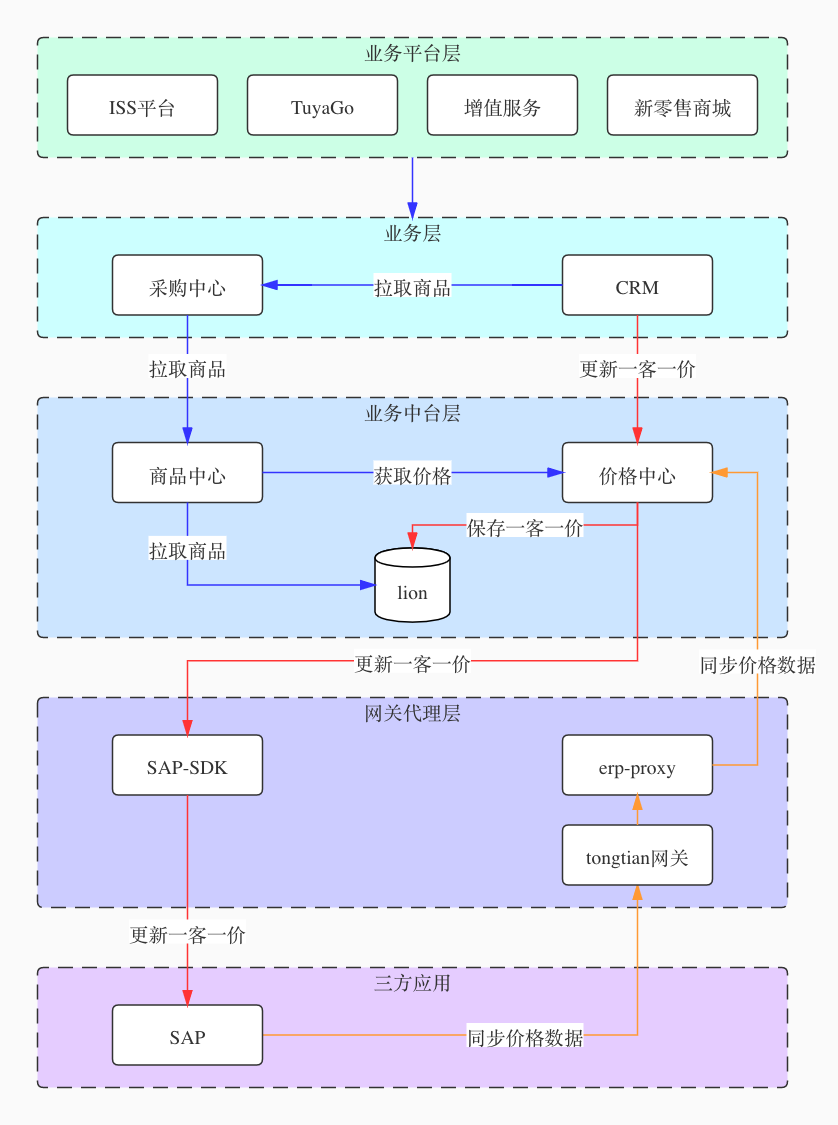 业务平台层
ISS平台
TuyaGo
增值服务
新零售商城
业务层
采购中心
拉取商品
CRM
拉取商品
更新一客一价
业务中台层
商品中心
获取价格
价格中心
保存一客一价
拉取商品
lion
更新一客一价
同步价格数据
网关代理层
SAP-SDK
erp-proxy
tongtian网关
更新一客一价
三方应用
SAP
同步价格数据